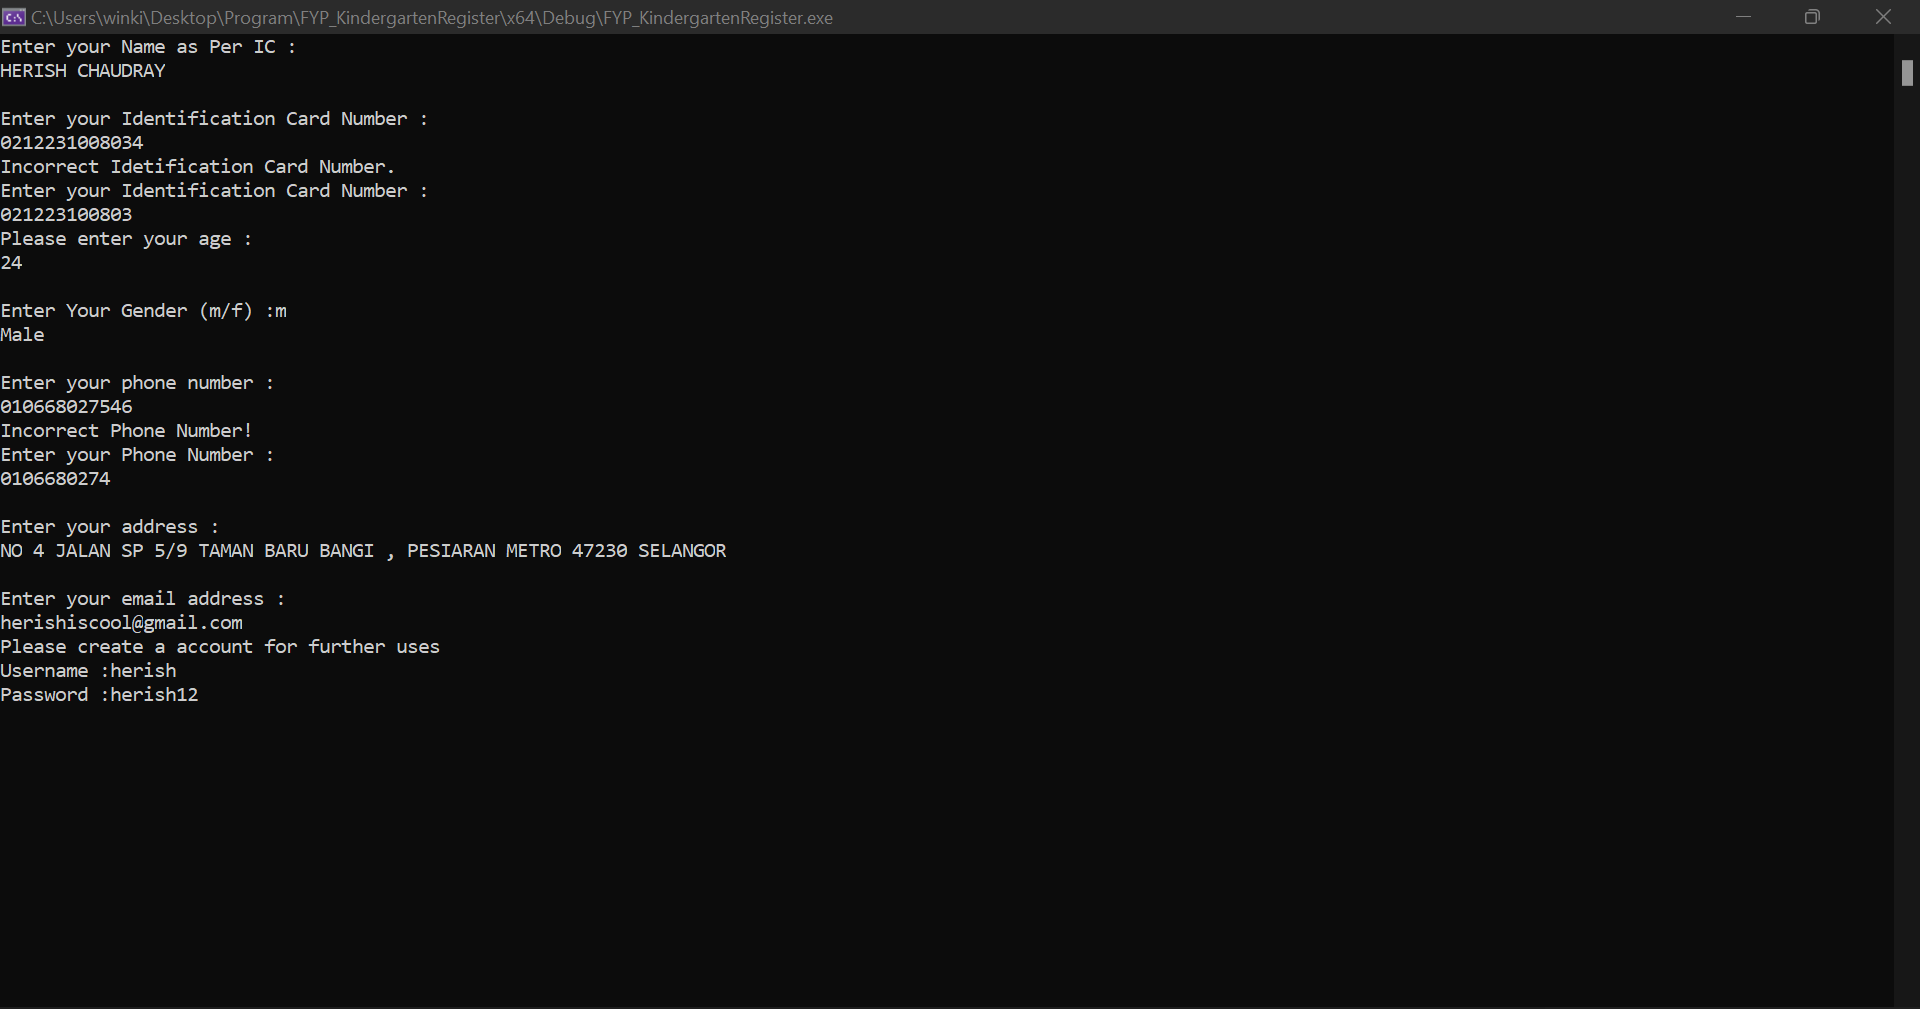 C:\Users\winki\Desktop\Program\FYP_KindergartenRegister\x64\Debug\FYP_KindergartenRegister.exe
Enter your Name as Per IC :
HERISH CHAUDRAY
Enter your Identification Card Number :
0212231008034
Incorrect Idetification Card Number.
Enter your Identification Card Number :
021223100803
Please enter your age :
24
Enter Your Gender (m/f) :m
Male
Enter your phone number :
010668027546
Incorrect Phone Number!
Enter your Phone Number :
0106680274
Enter your address :
NO 4 JALAN SP 5/9 TAMAN BARU BANGI , PESIARAN METRO 47230 SELANGOR
Enter your email address :
herishiscool@gmail.com
Please create a account for further uses
Username :herish
Password :herish12